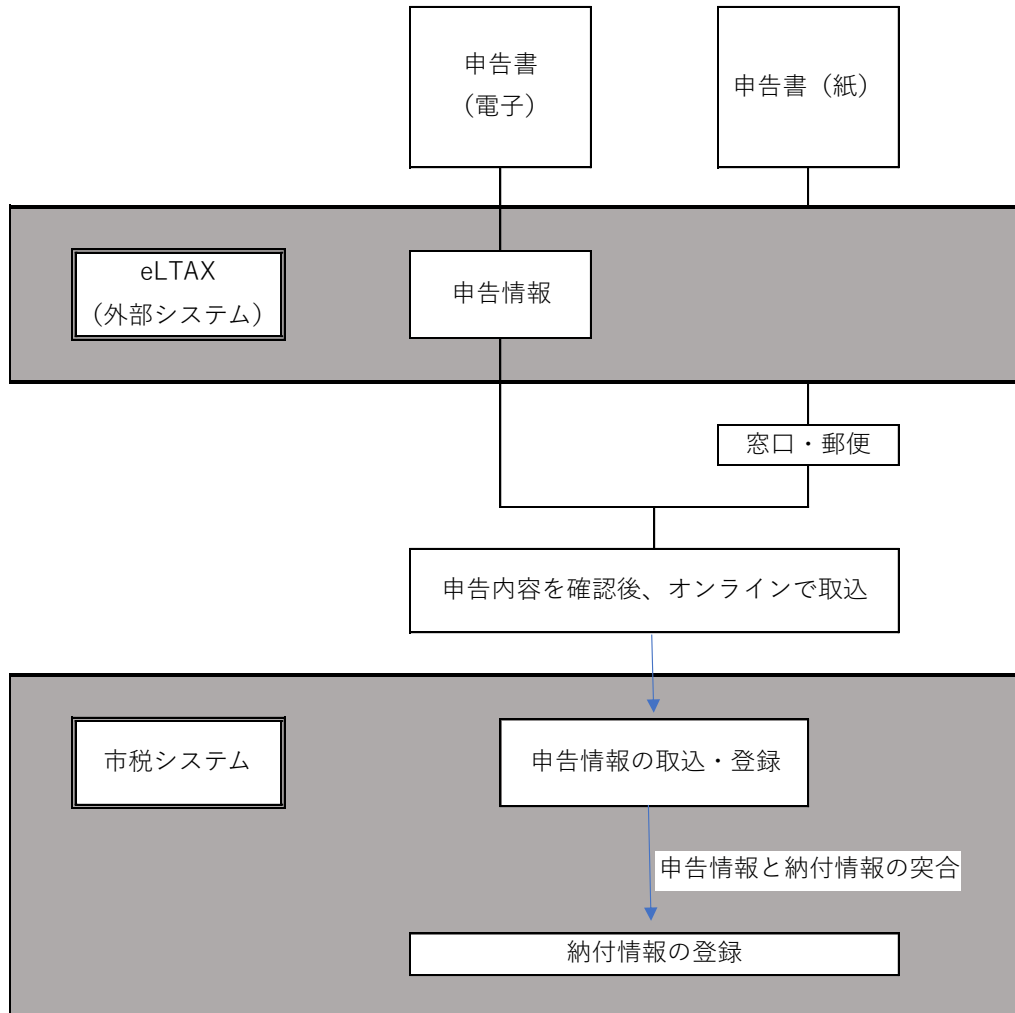 申告書
（電子）
申告書（紙）
eLTAX
（外部システム）
申告情報
窓口・郵便
申告内容を確認後、オンラインで取込
市税システム
申告情報の取込・登録
申告情報と納付情報の突合
納付情報の登録